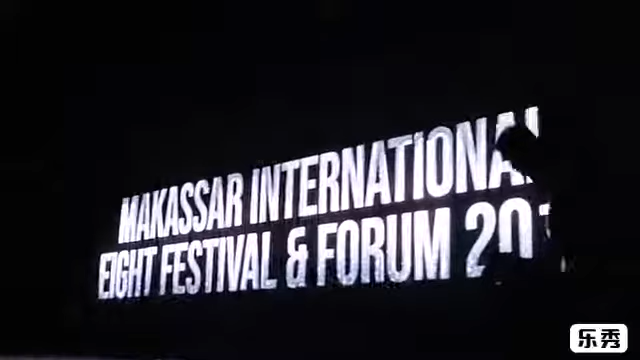 MAKASSAR INTERNATIONAL
EIGHT FESTIVAL & FORUM
乐秀